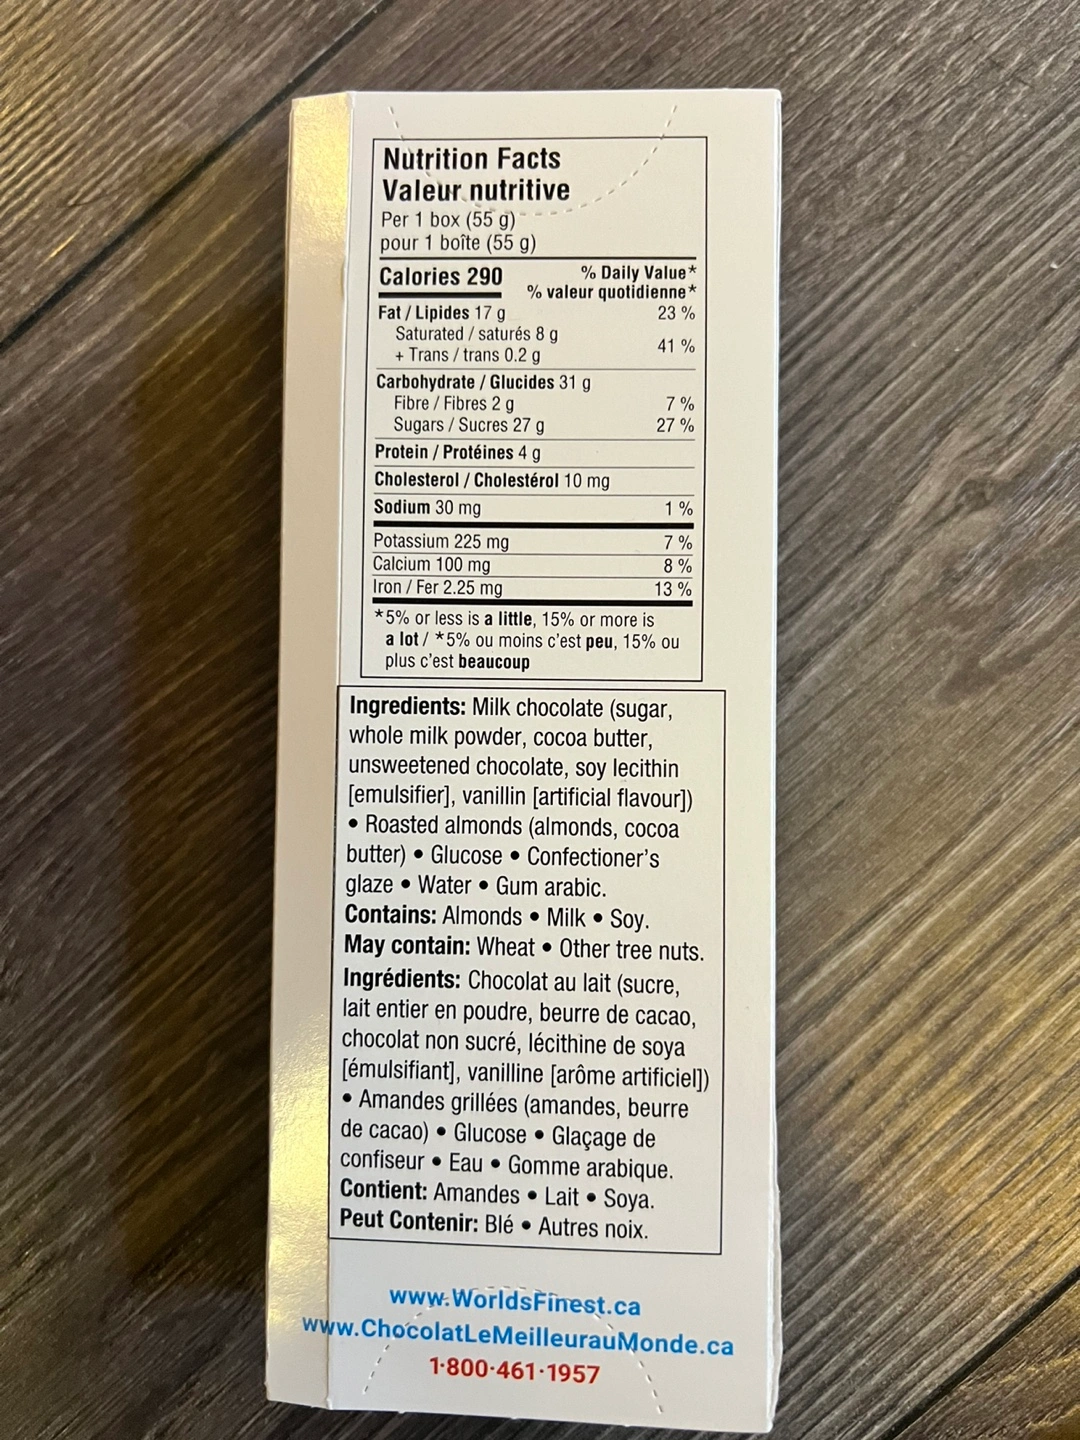 Nutrition Facts
Valeur nutritive
Per 1 box (55 g)
pour 1 boîte (55 g)
Calories 290
% Daily Value*
% valeur quotidienne*
Fat / Lipides 17 g 23 %
Saturated / saturés 8 g
+ Trans / trans 0.2 g 41 %
Carbohydrate / Glucides 31 g
Fibre / Fibres 2 g 7 %
Sugars / Sucres 27 g 27 %
Protein / Protéines 4 g
Cholesterol / Cholestérol 10 mg
Sodium 30 mg 1 %
Potassium 225 mg 7 %
Calcium 100 mg 8 %
Iron / Fer 2.25 mg 13 %
*5% or less is a little, 15% or more is
a lot / *5% ou moins c'est peu, 15% ou
plus c'est beaucoup
Ingredients: Milk chocolate (sugar,
whole milk powder, cocoa butter,
unsweetened chocolate, soy lecithin
[emulsifier], vanillin [artificial flavour])
• Roasted almonds (almonds, cocoa
butter) • Glucose • Confectioner's
glaze • Water • Gum arabic.
Contains: Almonds • Milk • Soy.
May contain: Wheat • Other tree nuts.
Ingrédients: Chocolat au lait (sucre,
lait entier en poudre, beurre de cacao,
chocolat non sucré, lécithine de soya
[émulsifiant], vanilline [arôme artificiel])
• Amandes grillées (amandes, beurre
de cacao) • Glucose • Glaçage de
confiseur • Eau • Gomme arabique.
Contient: Amandes • Lait • Soya.
Peut Contenir: Blé • Autres noix.
www.WorldsFinest.ca
www.ChocolatLeMeilleurauMonde.ca
1·800·461·1957